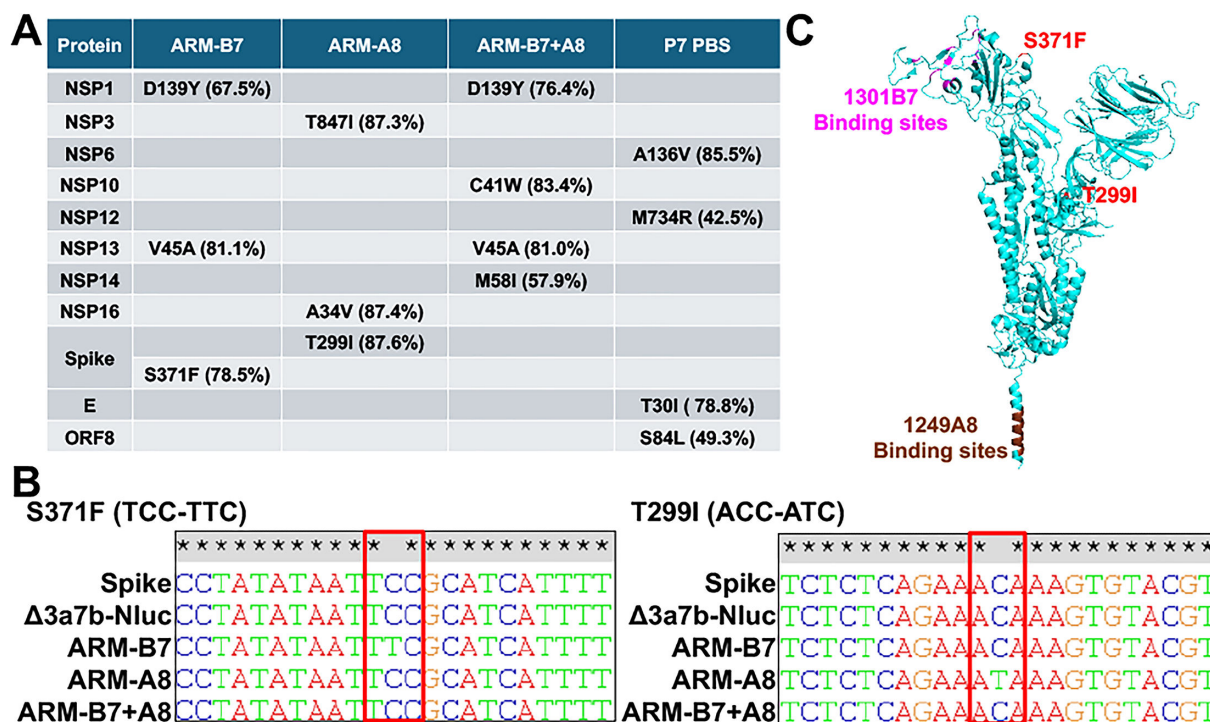 A
Protein ARM-B7 ARM-A8 ARM-B7+A8 P7 PBS
NSP1 D139Y (67.5%) D139Y (76.4%)
NSP3 T847I (87.3%)
NSP6 A136V (85.5%)
NSP10 C41W (83.4%)
NSP12 M734R (42.5%)
NSP13 V45A (81.1%) V45A (81.0%)
NSP14 M58I (57.9%)
NSP16 A34V (87.4%)
Spike T299I (87.6%)
S371F (78.5%)
E T30I ( 78.8%)
ORF8 S84L (49.3%)
C
S371F
1301B7
Binding sites
T299I
1249A8
Binding sites
B
S371F (TCC-TTC)
* * * * * * * * * * * * * * * * * * * * *
Spike CCTATATAATTCCGCATCATTTT
Δ3a7b-Nluc CCTATATAATTCCGCATCATTTT
ARM-B7 CCTATATAATTTCGCATCATTTT
ARM-A8 CCTATATAATTCCGCATCATTTT
ARM-B7+A8 CCTATATAATTCCGCATCATTTT
T299I (ACC-ATC)
* * * * * * * * * * * * * * * * * * * * *
Spike TCTCTCAGAAACAAAGTGTACGT
Δ3a7b-Nluc TCTCTCAGAAACAAAGTGTACGT
ARM-B7 TCTCTCAGAAACAAAGTGTACGT
ARM-A8 TCTCTCAGAAATAAAGTGTACGT
ARM-B7+A8 TCTCTCAGAAACAAAGTGTACGT